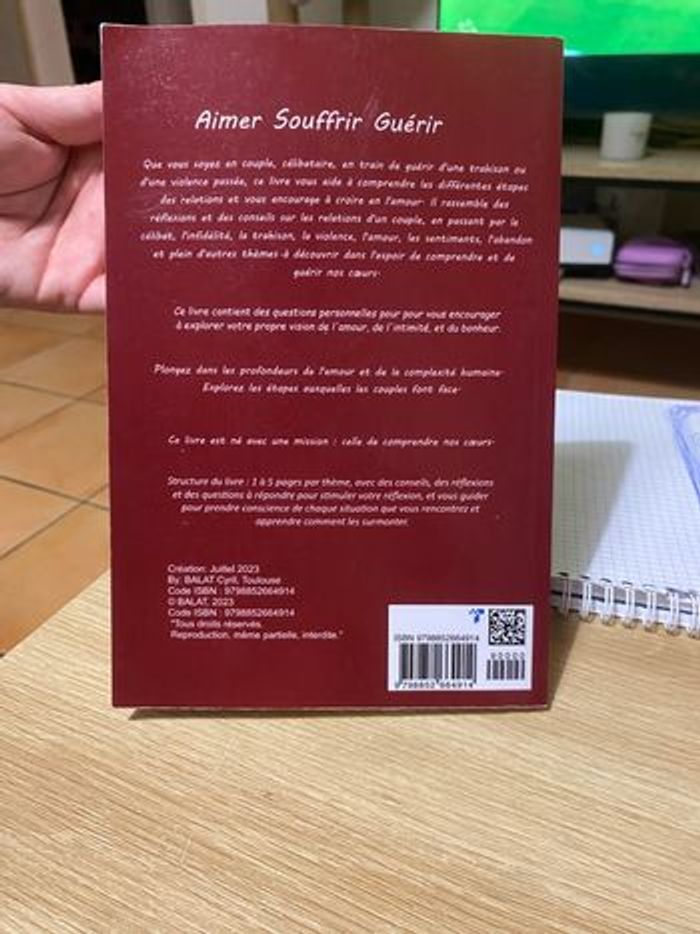 Aimer Souffrir Guérir
Que vous soyez en couple, célibataire, en train de guérir d'une trahison ou
d'une violence passée, ce livre vous aide à comprendre les différentes étapes
des reletions et vous encourage à croire en l'amour. Il rassemble des
réflexions et des conseils sur les reletions d'un couple, en passant par le
célibat, l'infidélité, la trahison, la violence, l'amour, les sentiments, l'abandon
et plein d'autres thèmes à découvrir dans l'espoir de comprendre et de
guérir nos cœurs.
Ce livre contient des questions personnelles pour pour vous encourager
à explorer votre propre vision de l'amour, de l'intimité, et du bonheur.
Plongez dans les profondeurs de l'amour et de la complexité humaine.
Explorez les étapes auxquelles les couples font face.
Ce livre est né avec une mission : celle de comprendre nos cœurs.
Structure du livre : 1 à 5 pages par thème, avec des conseils, des réflexions
et des questions à répondre pour stimuler votre réflexion, et vous guider
pour prendre conscience de chaque situation que vous rencontrez et
apprendre comment les surmonter.
Création: Juillet 2023
By: BALAT Cyril, Toulouse
Code ISBN : 9798852664914
© BALAT, 2023
Code ISBN : 9798852664914
"Tous droits réservés.
Reproduction, même partielle, interdite."
ISBN 9798852664914
90000
9 798852 664914